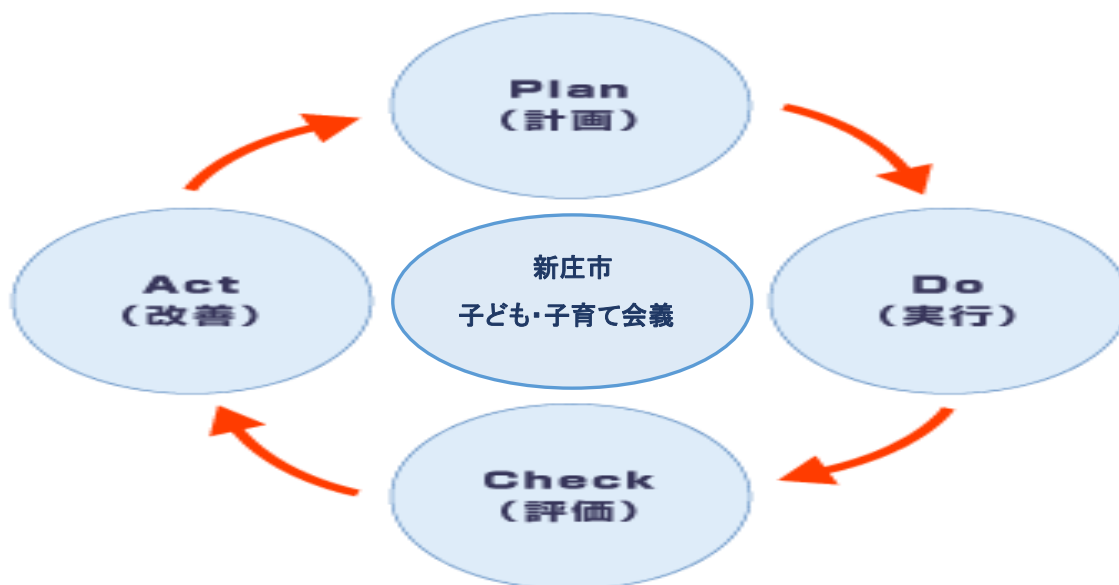 Plan
（計画）
新庄市
子ども・子育て会議
Act
（改善）
Do
（実行）
Check
（評価）